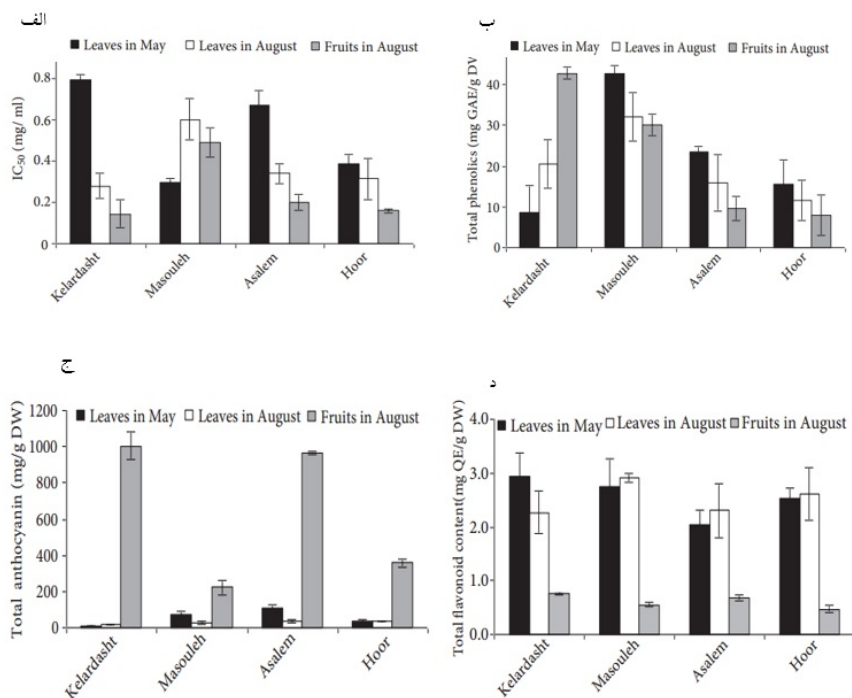 الف
Leaves in May Leaves in August Fruits in August
IC₅₀ (mg/ ml)
0.8
0.6
0.4
0.2
0
Kelardasht Masouleh Asalem Hoor
ب
Leaves in May Leaves in August Fruits in August
Total phenolics (mg GAE/g DV
40
30
20
10
0
Kelardasht Masouleh Asalem Hoor
ج
Leaves in May Leaves in August Fruits in August
Total anthocyanin (mg/g DW)
1200
1000
800
600
400
200
0
Kelardasht Masouleh Asalem Hoor
د
Leaves in May Leaves in August Fruits in August
Total flavonoid content(mg QE/g DW)
4.0
3.0
2.0
1.0
0.0
Kelardasht Masouleh Asalem Hoor